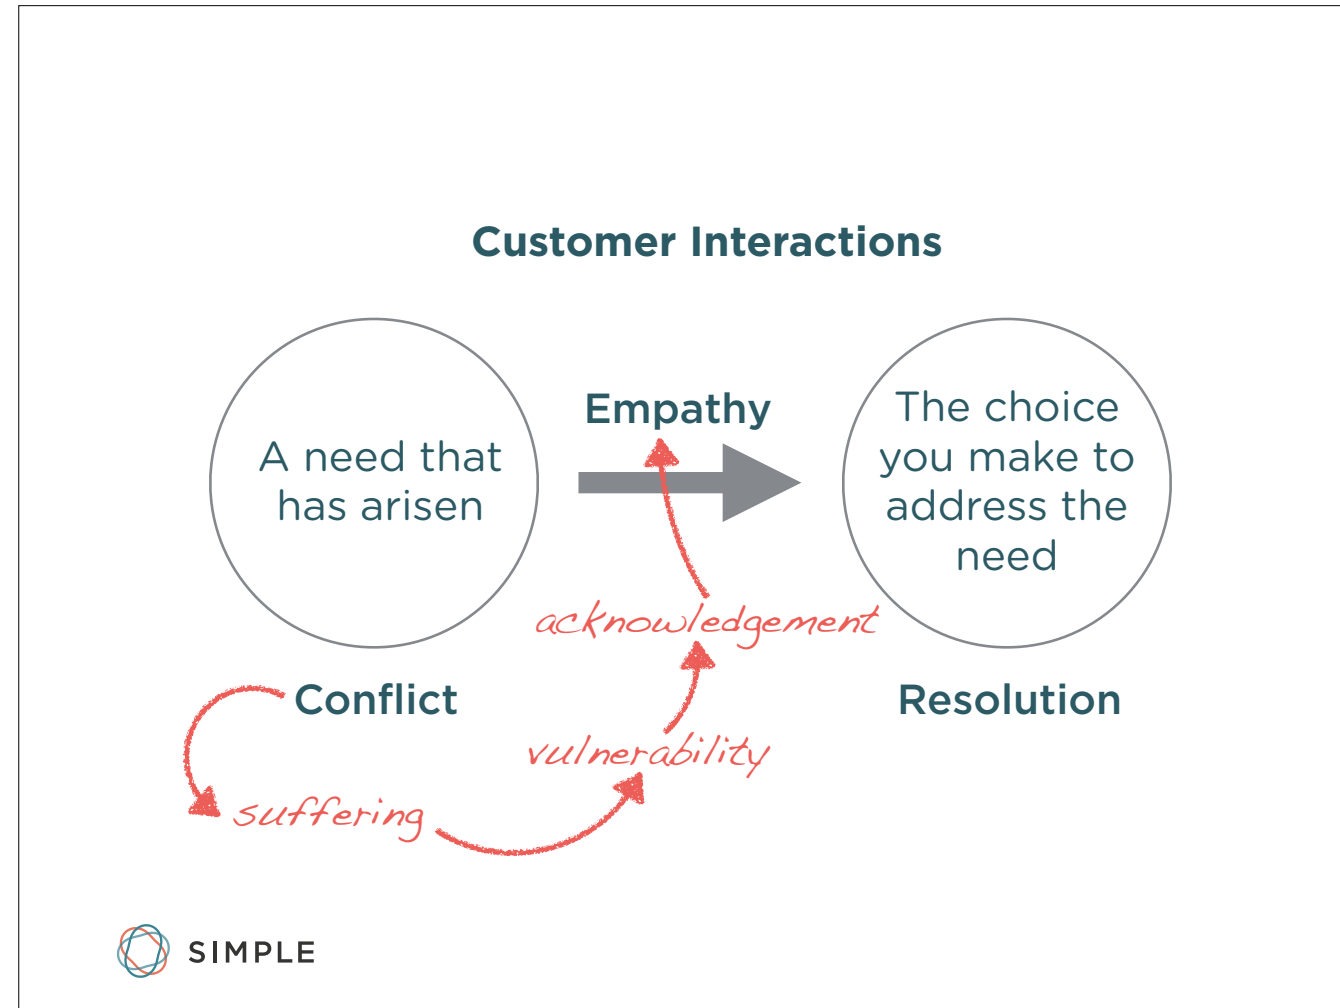 Customer Interactions
A need that
has arisen
Conflict
Empathy
The choice
you make to
address the
need
Resolution
suffering
vulnerability
acknowledgement
SIMPLE